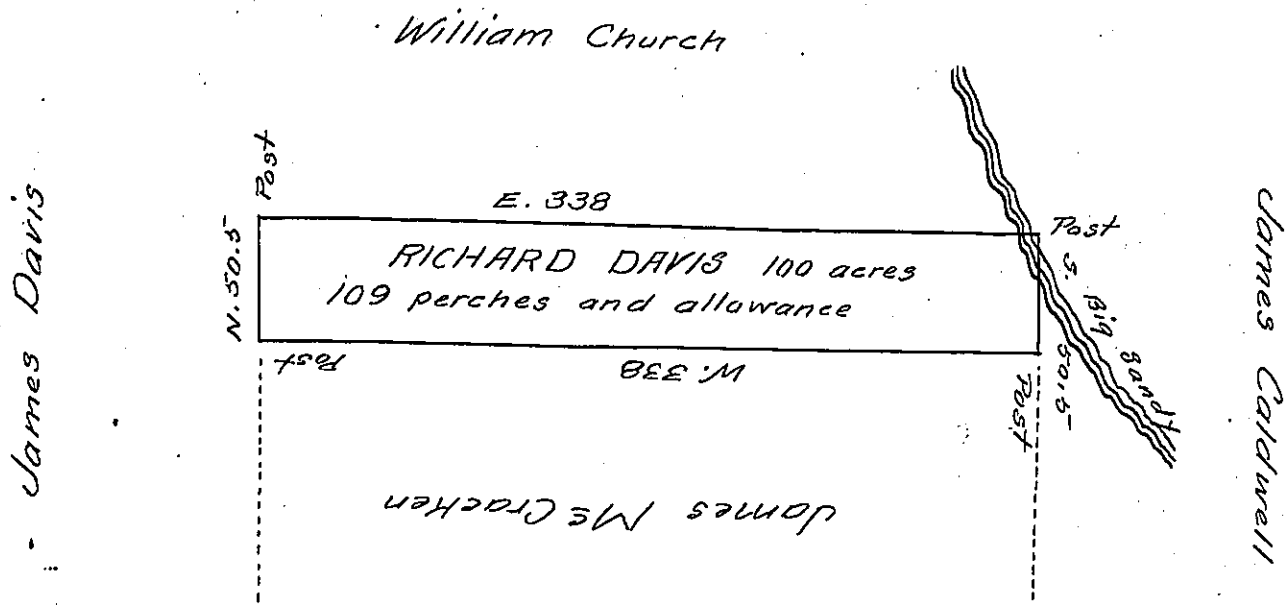 William Church
James Davis
Post
E. 338
N. 50.5
RICHARD DAVIS 100 acres
109 perches and allowance
Post
S. 50.5
Big Sandy
James Caldwell
Post
W. 338
Post
James McCracken